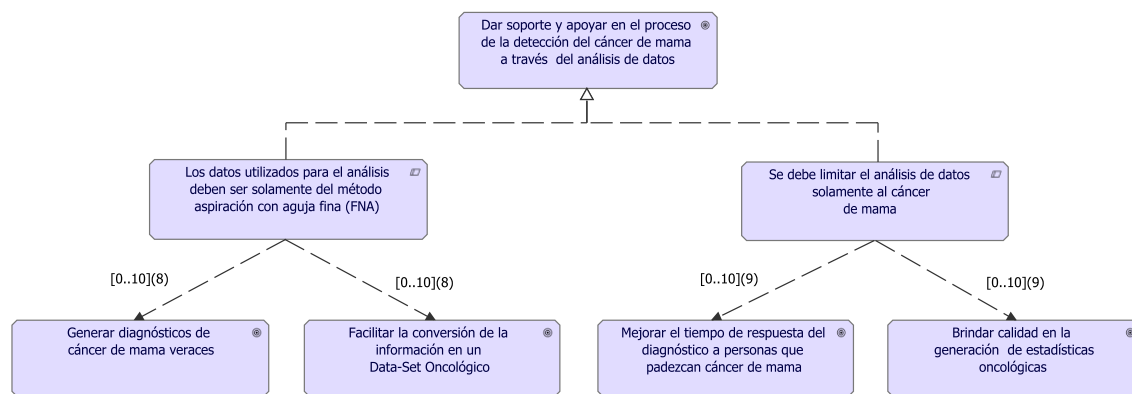 Dar soporte y apoyar en el proceso
de la detección del cáncer de mama
a través  del análisis de datos
Los datos utilizados para el análisis
deben ser solamente del método
aspiración con aguja fina (FNA)
Se debe limitar el análisis de datos
solamente al cáncer
de mama
[0..10](8)
[0..10](8)
[0..10](9)
[0..10](9)
Generar diagnósticos de
cáncer de mama veraces
Facilitar la conversión de la
información en un
Data-Set Oncológico
Mejorar el tiempo de respuesta del
diagnóstico a personas que
padezcan cáncer de mama
Brindar calidad en la
generación  de estadísticas
oncológicas